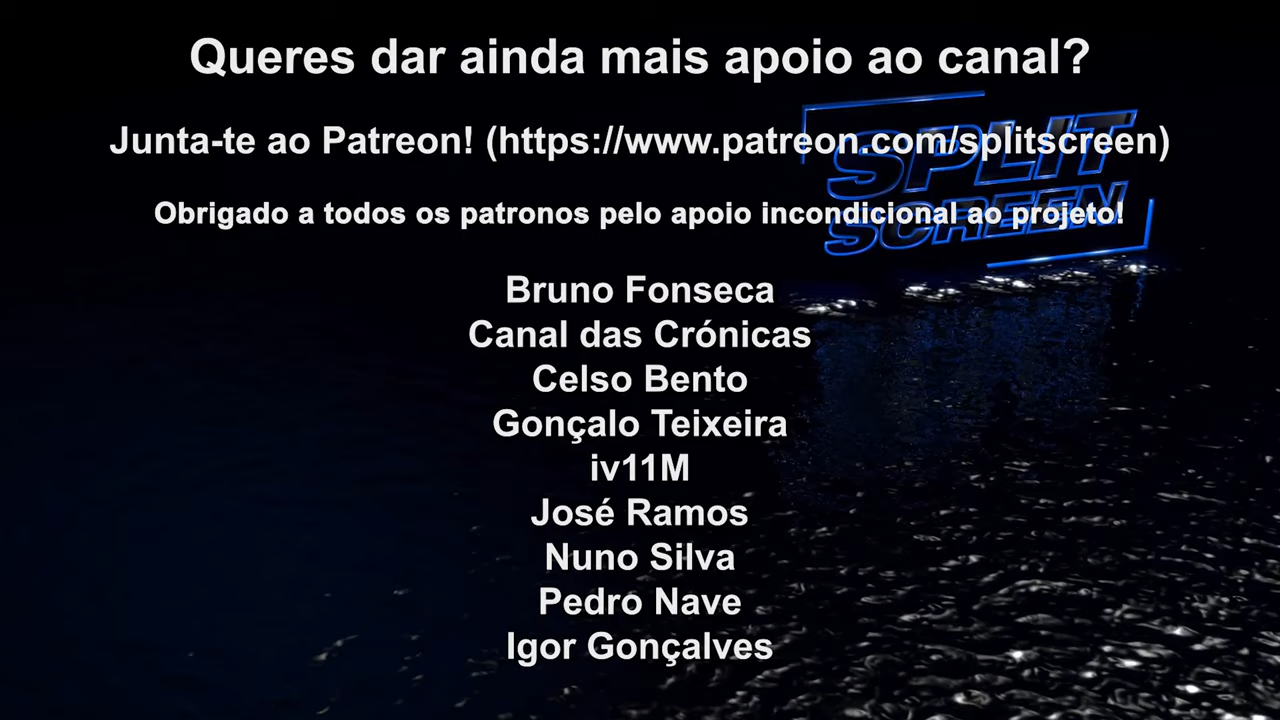 Queres dar ainda mais apoio ao canal?
Junta-te ao Patreon! (https://www.patreon.com/splitscreen)
SPLIT
SCREEN
Obrigado a todos os patronos pelo apoio incondicional ao projeto!
Bruno Fonseca
Canal das Crónicas
Celso Bento
Gonçalo Teixeira
iv11M
José Ramos
Nuno Silva
Pedro Nave
Igor Gonçalves